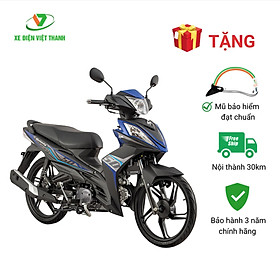 XE ĐIỆN VIỆT THANH
TẶNG
Mũ bảo hiểm
đạt chuẩn
Free
Ship
Nội thành 30km
Bảo hành 3 năm
chính hãng